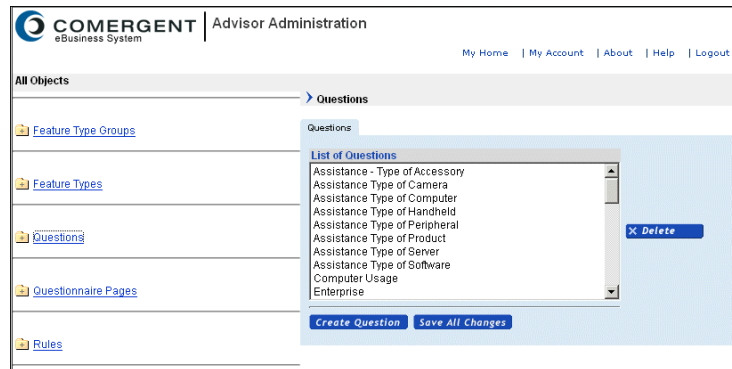 COMERGENT
eBusiness System
Advisor Administration
My Home | My Account | About | Help | Logout
All Objects
Questions
Feature Type Groups
Feature Types
Questions
Questionnaire Pages
Rules
Questions
List of Questions
Assistance - Type of Accessory
Assistance Type of Camera
Assistance Type of Computer
Assistance Type of Handheld
Assistance Type of Peripheral
Assistance Type of Product
Assistance Type of Server
Assistance Type of Software
Computer Usage
Enterprise
Delete
Create Question
Save All Changes